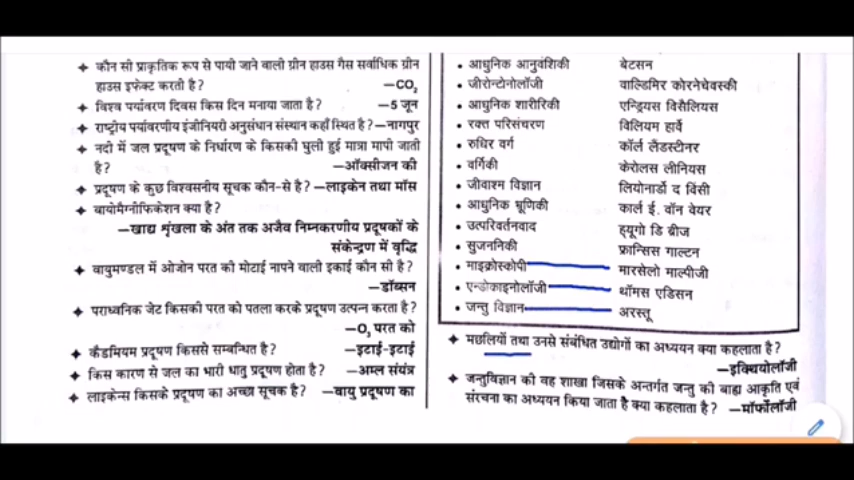 ✦ कौन सी प्राकृतिक रूप से पायी जाने वाली ग्रीन हाउस गैस सर्वाधिक ग्रीन
हाउस इफेक्ट करती है? —CO₂
✦ विश्व पर्यावरण दिवस किस दिन मनाया जाता है? —5 जून
✦ राष्ट्रीय पर्यावरणीय इंजीनियरी अनुसंधान संस्थान कहाँ स्थित है? —नागपुर
✦ नदी में जल प्रदूषण के निर्धारण के किसकी घुली हुई मात्रा मापी जाती
है? —ऑक्सीजन की
✦ प्रदूषण के कुछ विश्वसनीय सूचक कौन-से है? —लाइकेन तथा मॉस
✦ बायोमैग्नीफिकेशन क्या है?
—खाद्य शृंखला के अंत तक अजैव निम्नकरणीय प्रदूषकों के
संकेन्द्रण में वृद्धि
✦ वायुमण्डल में ओजोन परत की मोटाई नापने वाली इकाई कौन सी है?
—डॉब्सन
✦ पराध्वनिक जेट किसकी परत को पतला करके प्रदूषण उत्पन्न करता है?
—O₃ परत को
✦ कैडमियम प्रदूषण किससे सम्बन्धित है? —इटाई-इटाई
✦ किस कारण से जल का भारी धातु प्रदूषण होता है? —अम्ल संयंत्र
✦ लाइकेन्स किसके प्रदूषण का अच्छा सूचक है? —वायु प्रदूषण का
• आधुनिक आनुवंशिकी बेटसन
• जीरोन्टोनोलॉजी वाल्डिमिर कोरनेचेवस्की
• आधुनिक शारीरिकी एन्ड्रियस विसैलियस
• रक्त परिसंचरण विलियम हार्वे
• रुधिर वर्ग कॉर्ल लैडस्टीनर
• वर्गिकी केरोलस लीनियस
• जीवाश्म विज्ञान लियोनार्डो द विंसी
• आधुनिक भ्रूणिकी कार्ल ई. वॉन वेयर
• उत्परिवर्तनवाद ह्यूगो डि ब्रीज
• सुजननिकी फ्रान्सिस गाल्टन
• माइक्रोस्कोपी मारसेलो माल्पीजी
• एन्डोकाइनोलॉजी थॉमस एडिसन
• जन्तु विज्ञान अरस्तू
✦ मछलियों तथा उनसे संबंधित उद्योगों का अध्ययन क्या कहलाता है?
—इक्थियोलॉजी
✦ जन्तुविज्ञान की वह शाखा जिसके अन्तर्गत जन्तु की बाह्य आकृति एवं
संरचना का अध्ययन किया जाता है क्या कहलाता है? —मॉर्फोलॉजी